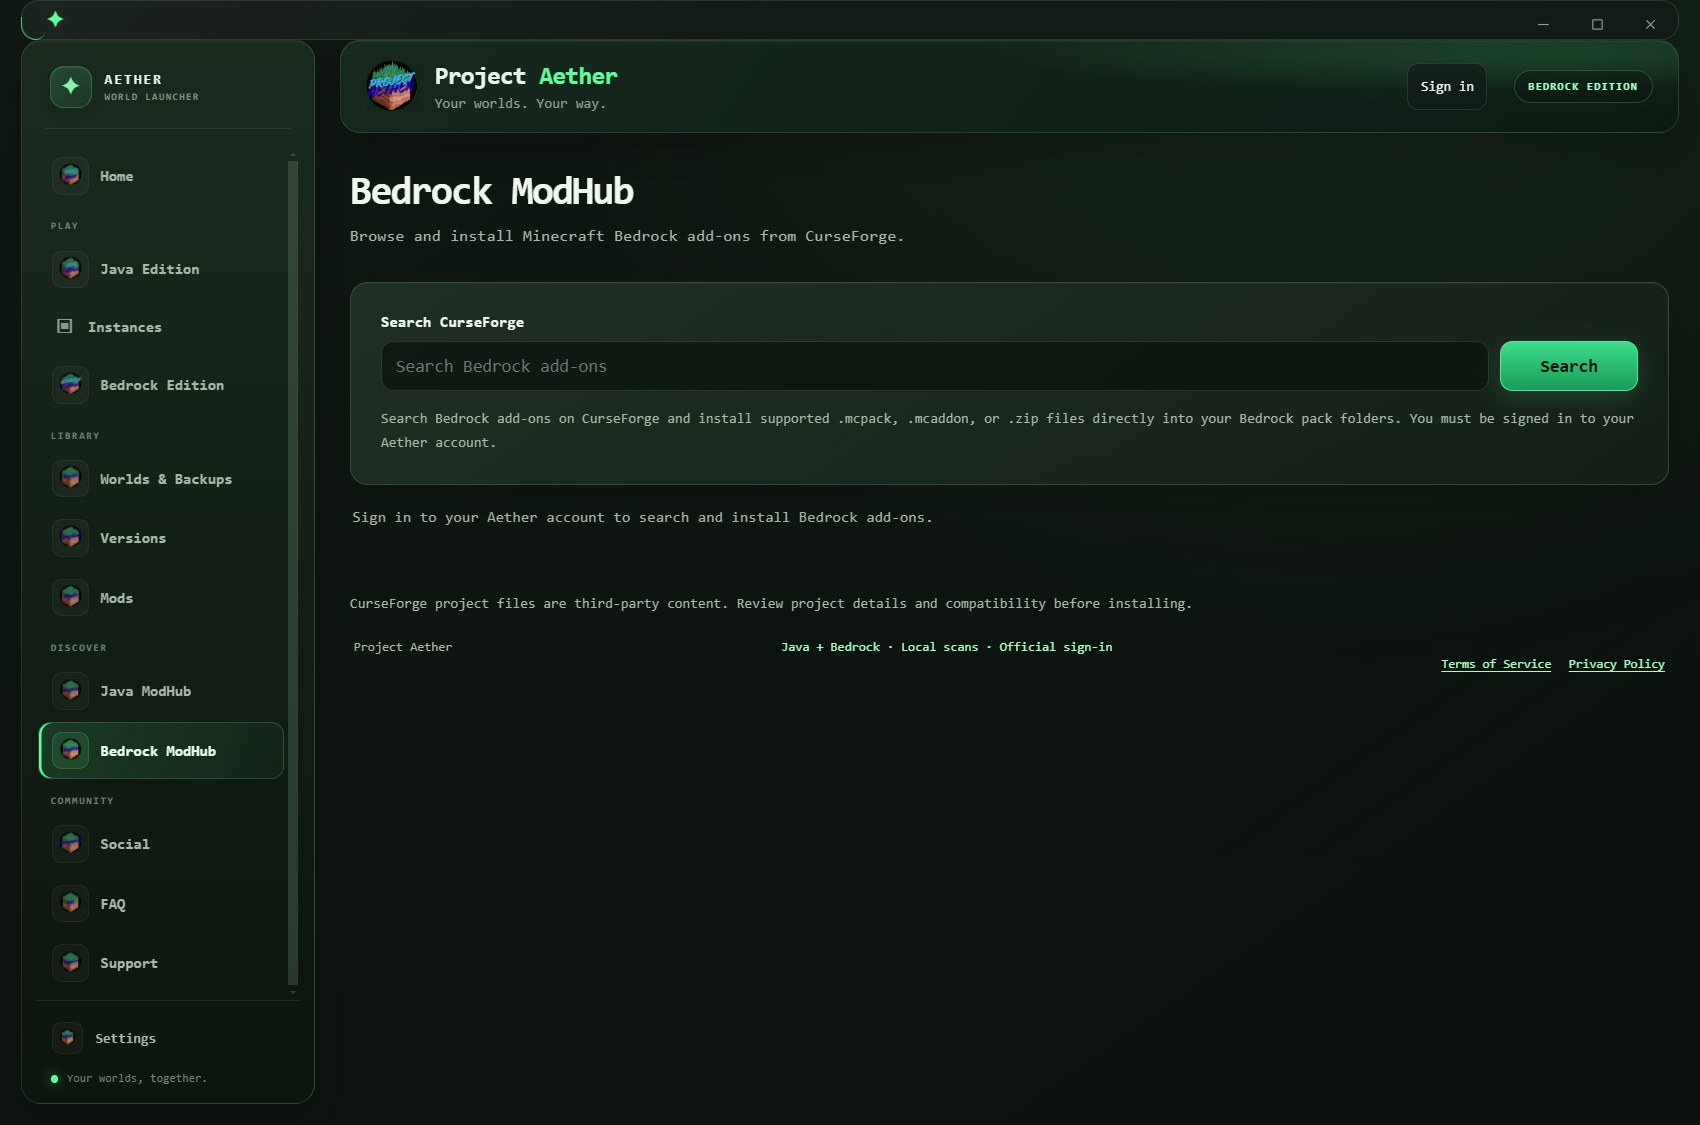 AETHER
WORLD LAUNCHER
Home
PLAY
Java Edition
Instances
Bedrock Edition
LIBRARY
Worlds & Backups
Versions
Mods
DISCOVER
Java ModHub
Bedrock ModHub
COMMUNITY
Social
FAQ
Support
Settings
Your worlds, together.
PROJECT
AETHER
Project Aether
Your worlds. Your way.
Sign in
BEDROCK EDITION
Bedrock ModHub
Browse and install Minecraft Bedrock add-ons from CurseForge.
Search CurseForge
Search Bedrock add-ons
Search
Search Bedrock add-ons on CurseForge and install supported .mcpack, .mcaddon, or .zip files directly into your Bedrock pack folders. You must be signed in to your
Aether account.
Sign in to your Aether account to search and install Bedrock add-ons.
CurseForge project files are third-party content. Review project details and compatibility before installing.
Project Aether
Java + Bedrock · Local scans · Official sign-in
Terms of Service Privacy Policy